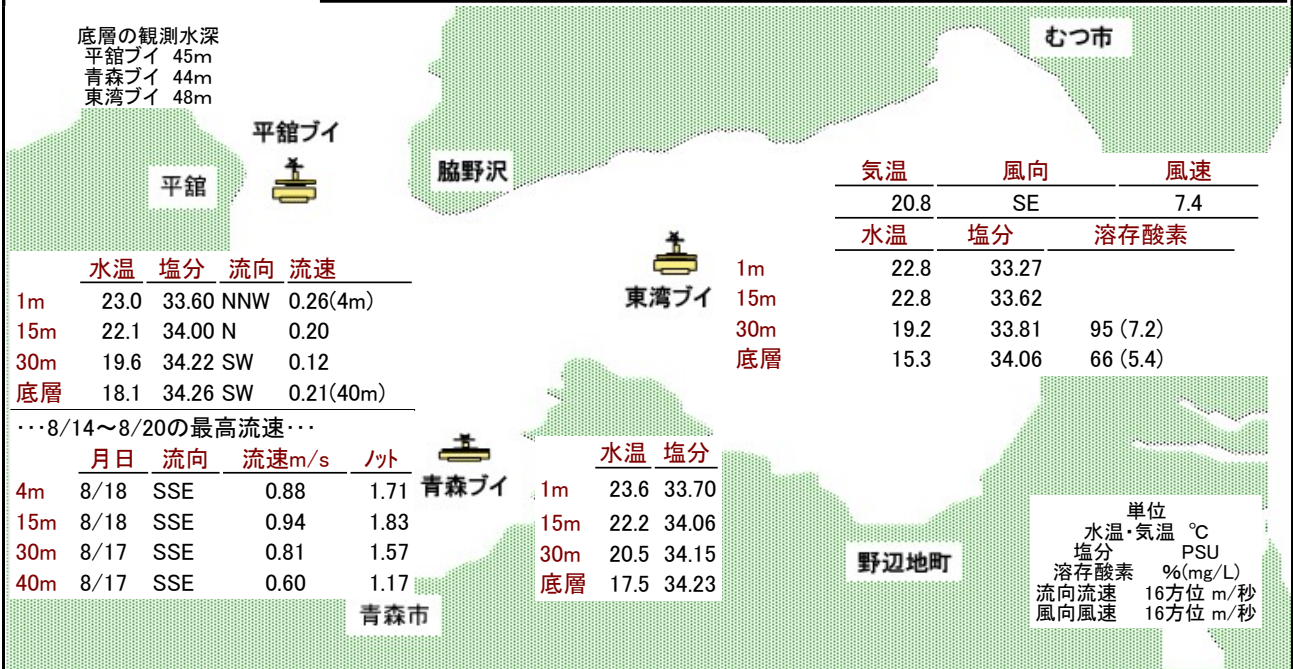 底層の観測水深
平舘ブイ 45m
青森ブイ 44m
東湾ブイ 48m
むつ市
平舘ブイ
平舘
脇野沢
気温 風向 風速
20.8 SE 7.4
水温 塩分 溶存酸素
1m 22.8 33.27
15m 22.8 33.62
30m 19.2 33.81 95 (7.2)
底層 15.3 34.06 66 (5.4)
東湾ブイ
水温 塩分 流向 流速
1m 23.0 33.60 NNW 0.26(4m)
15m 22.1 34.00 N 0.20
30m 19.6 34.22 SW 0.12
底層 18.1 34.26 SW 0.21(40m)
･･･8/14～8/20の最高流速･･･
月日 流向 流速m/s ノット
4m 8/18 SSE 0.88 1.71
15m 8/18 SSE 0.94 1.83
30m 8/17 SSE 0.81 1.57
40m 8/17 SSE 0.60 1.17
青森ブイ
水温 塩分
1m 23.6 33.70
15m 22.2 34.06
30m 20.5 34.15
底層 17.5 34.23
青森市
野辺地町
単位
水温・気温 ℃
塩分 PSU
溶存酸素 %(mg/L)
流向流速 16方位 m/秒
風向風速 16方位 m/秒